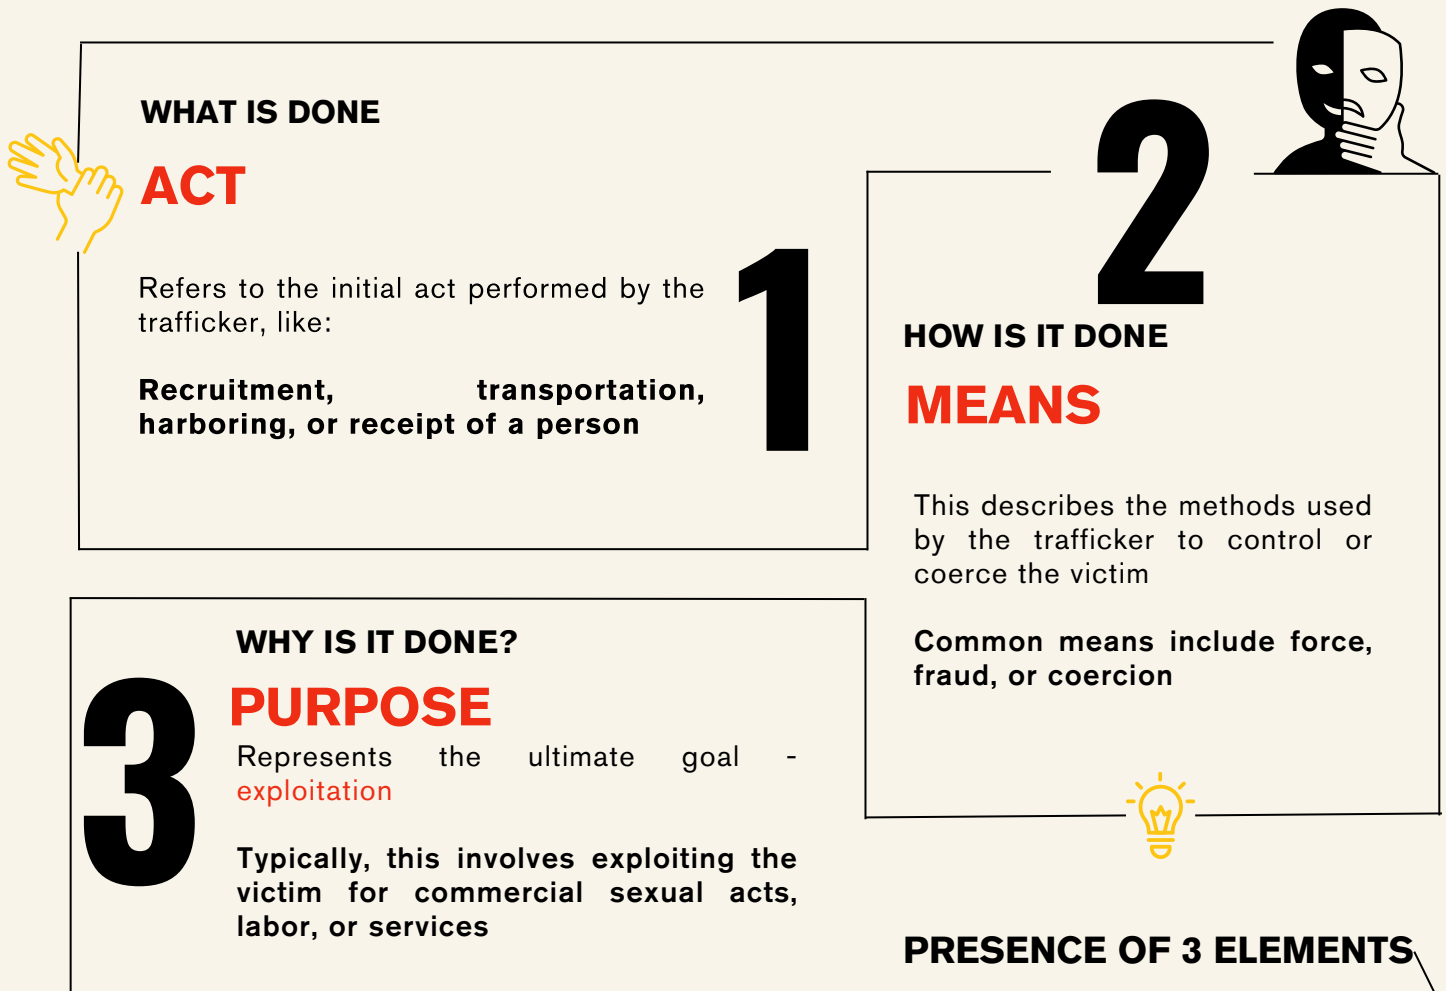 WHAT IS DONE
ACT
Refers to the initial act performed by the
trafficker, like:
Recruitment, transportation,
harboring, or receipt of a person
1
2
HOW IS IT DONE
MEANS
This describes the methods used
by the trafficker to control or
coerce the victim
Common means include force,
fraud, or coercion
3
WHY IS IT DONE?
PURPOSE
Represents the ultimate goal -
exploitation
Typically, this involves exploiting the
victim for commercial sexual acts,
labor, or services
PRESENCE OF 3 ELEMENTS